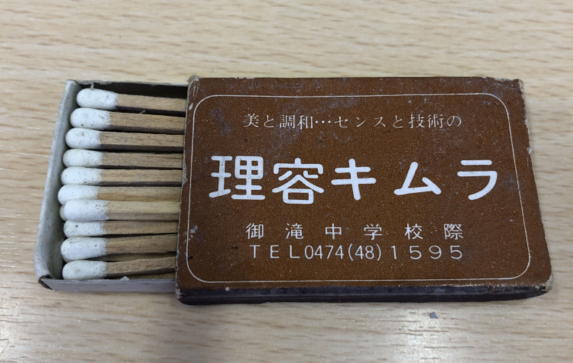 美と調和…センスと技術の
理容キムラ
御滝中学校際
TEL0474(48)1595